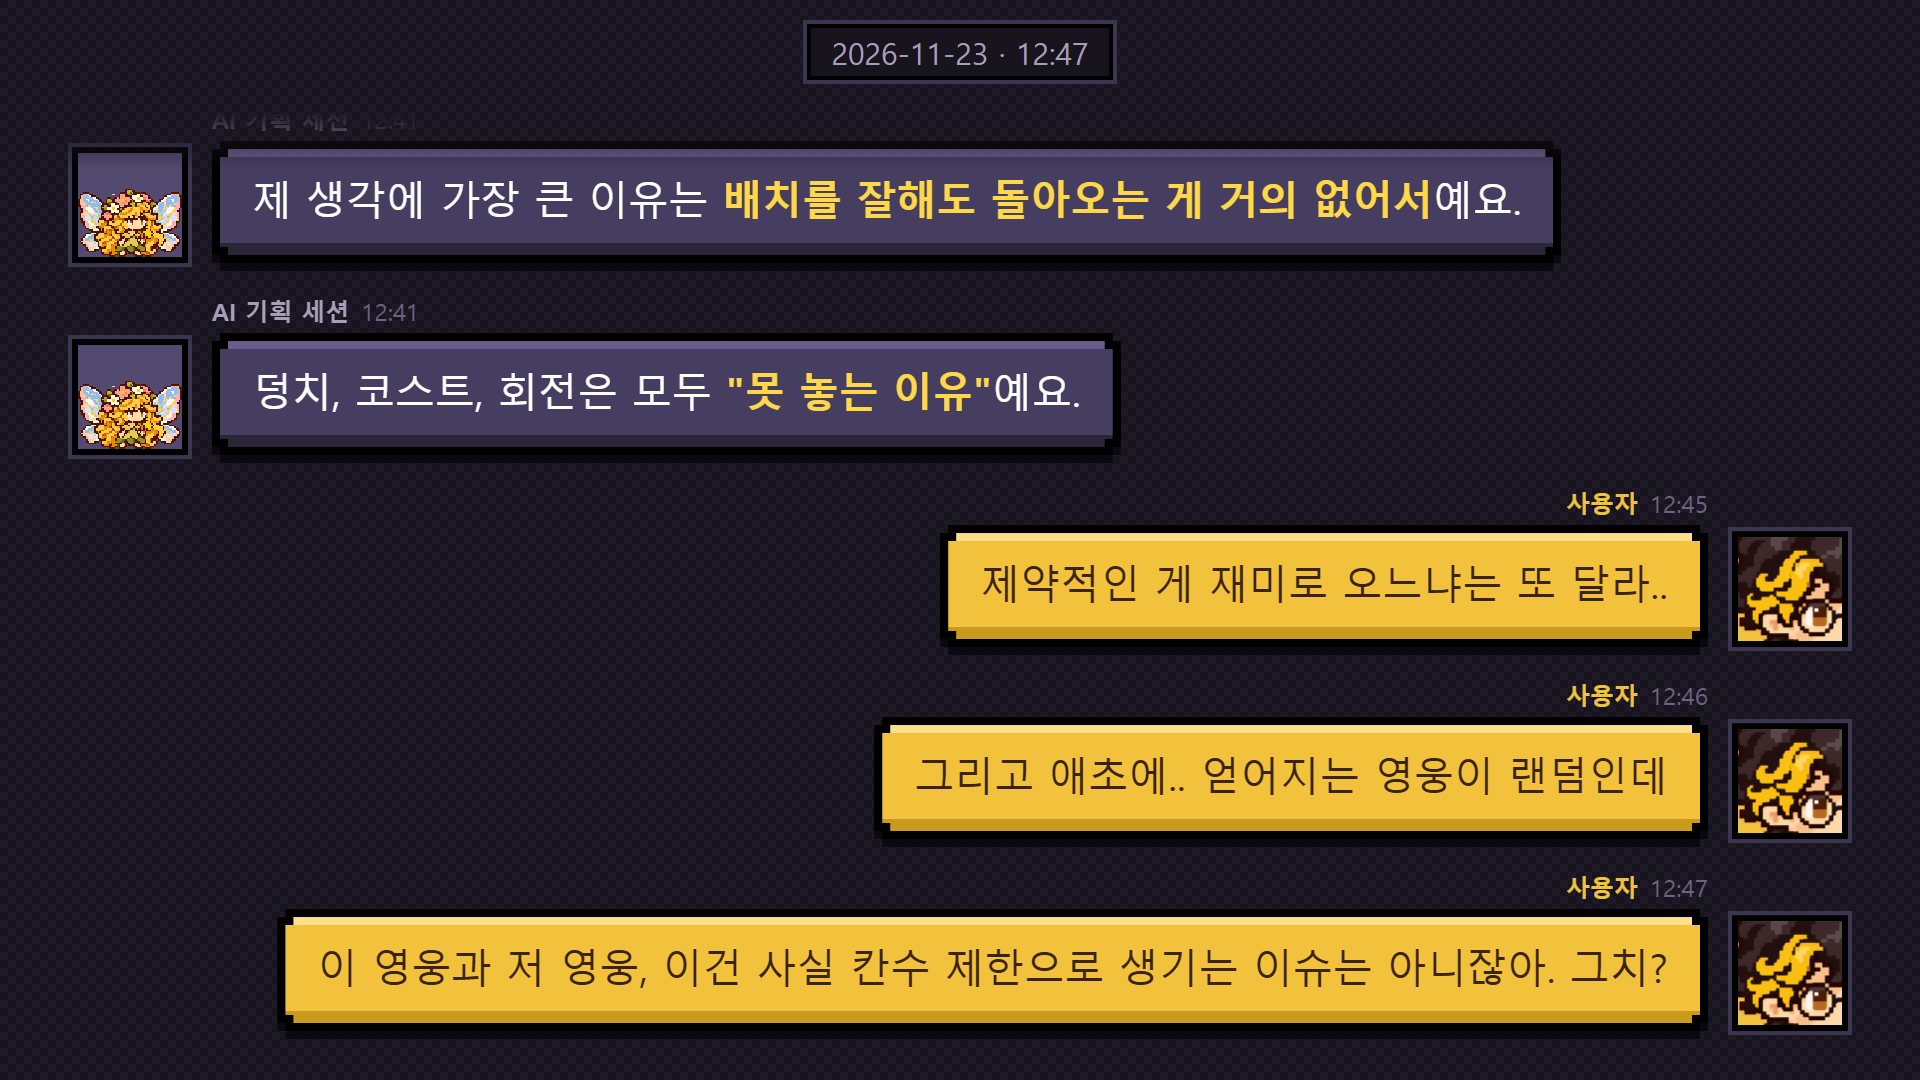 2026-11-23 · 12:47
AI 기획 세션 12:41
제 생각에 가장 큰 이유는 배치를 잘해도 돌아오는 게 거의 없어서예요.
AI 기획 세션 12:41
덩치, 코스트, 회전은 모두 "못 놓는 이유"예요.
사용자 12:45
제약적인 게 재미로 오느냐는 또 달라..
사용자 12:46
그리고 애초에.. 얻어지는 영웅이 랜덤인데
사용자 12:47
이 영웅과 저 영웅, 이건 사실 칸수 제한으로 생기는 이슈는 아니잖아. 그치?